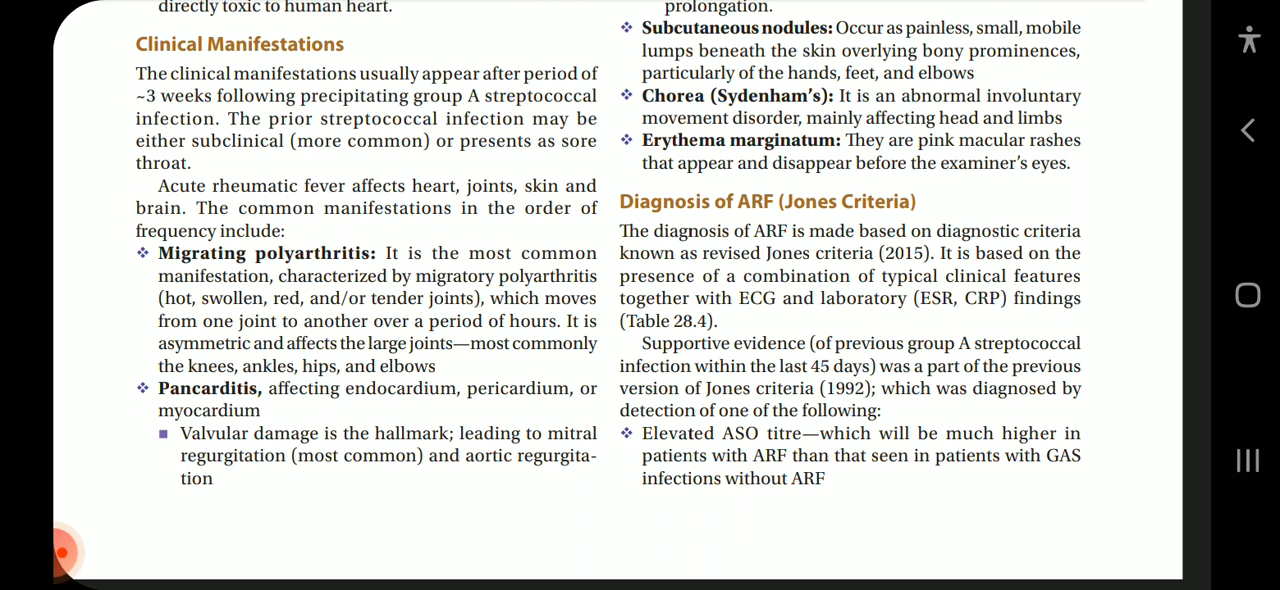 directly toxic to human heart.
Clinical Manifestations
The clinical manifestations usually appear after period of
~3 weeks following precipitating group A streptococcal
infection. The prior streptococcal infection may be
either subclinical (more common) or presents as sore
throat.
Acute rheumatic fever affects heart, joints, skin and
brain. The common manifestations in the order of
frequency include:
❖ Migrating polyarthritis: It is the most common
manifestation, characterized by migratory polyarthritis
(hot, swollen, red, and/or tender joints), which moves
from one joint to another over a period of hours. It is
asymmetric and affects the large joints—most commonly
the knees, ankles, hips, and elbows
❖ Pancarditis, affecting endocardium, pericardium, or
myocardium
■ Valvular damage is the hallmark; leading to mitral
regurgitation (most common) and aortic regurgita-
tion
prolongation.
❖ Subcutaneous nodules: Occur as painless, small, mobile
lumps beneath the skin overlying bony prominences,
particularly of the hands, feet, and elbows
❖ Chorea (Sydenham's): It is an abnormal involuntary
movement disorder, mainly affecting head and limbs
❖ Erythema marginatum: They are pink macular rashes
that appear and disappear before the examiner's eyes.
Diagnosis of ARF (Jones Criteria)
The diagnosis of ARF is made based on diagnostic criteria
known as revised Jones criteria (2015). It is based on the
presence of a combination of typical clinical features
together with ECG and laboratory (ESR, CRP) findings
(Table 28.4).
Supportive evidence (of previous group A streptococcal
infection within the last 45 days) was a part of the previous
version of Jones criteria (1992); which was diagnosed by
detection of one of the following:
❖ Elevated ASO titre—which will be much higher in
patients with ARF than that seen in patients with GAS
infections without ARF